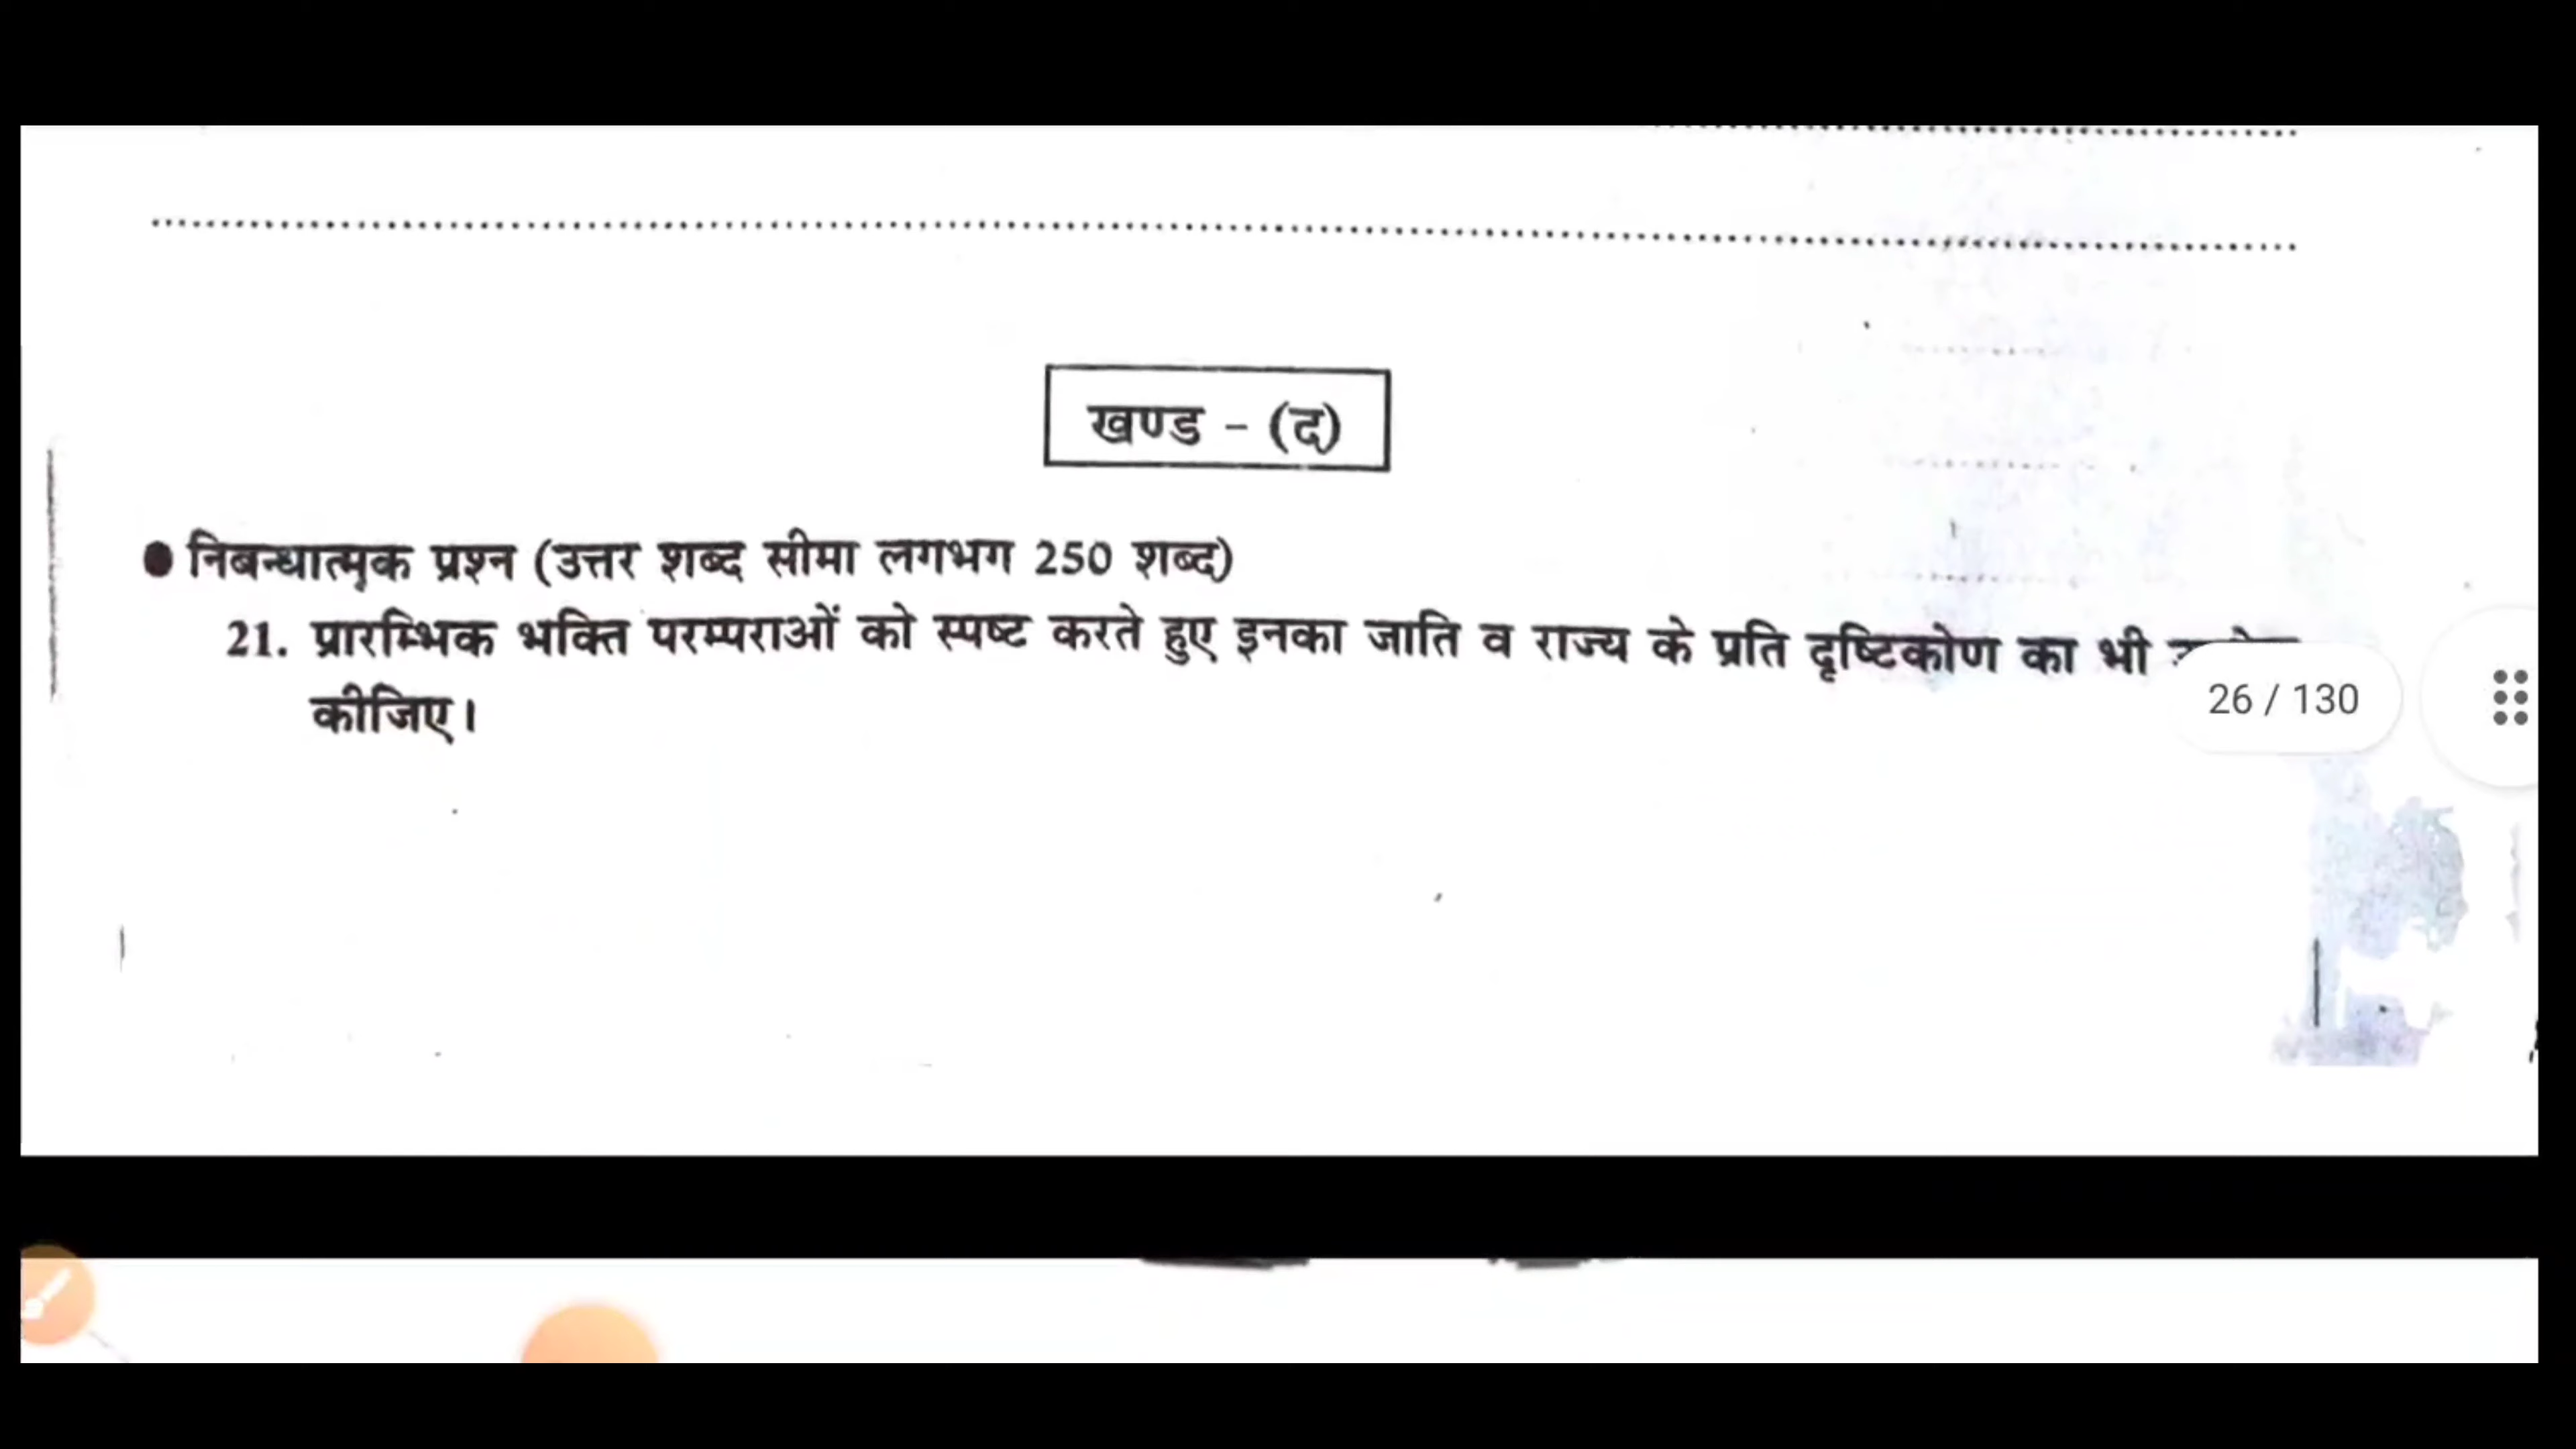 खण्ड - (द)
● निबन्धात्मक प्रश्न (उत्तर शब्द सीमा लगभग 250 शब्द)
21. प्रारम्भिक भक्ति परम्पराओं को स्पष्ट करते हुए इनका जाति व राज्य के प्रति दृष्टिकोण का भी
26 / 130
कीजिए।